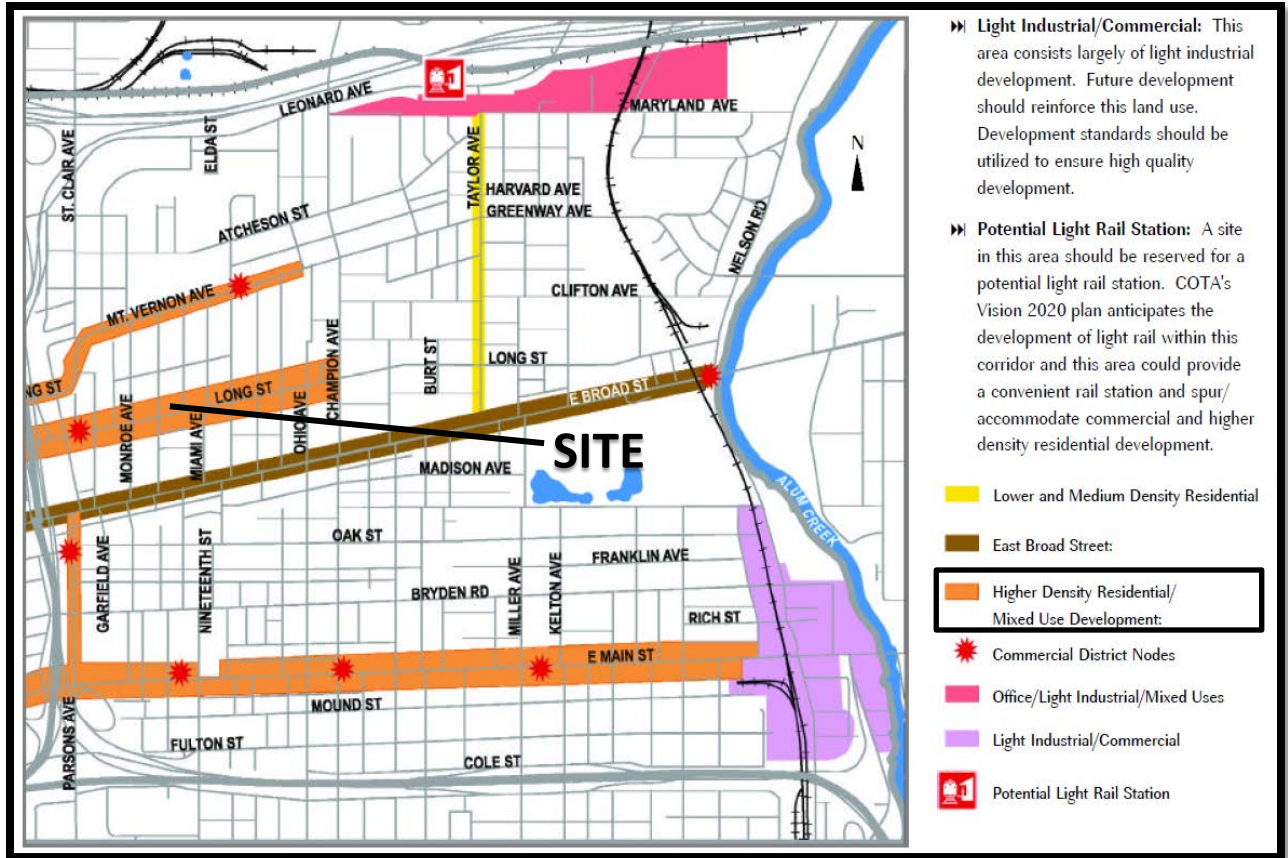 LEONARD AVE
MARYLAND AVE
ST. CLAIR AVE
ELDA ST
TAYLOR AVE
N
HARVARD AVE
GREENWAY AVE
ATCHESON ST
NELSON RD
CLIFTON AVE
MT. VERNON AVE
CHAMPION AVE
BURT ST
LONG ST
NG ST
LONG ST
E BROAD ST
MONROE AVE
MIAMI AVE
OHIO AVE
SITE
MADISON AVE
ALUM CREEK
OAK ST
FRANKLIN AVE
GARFIELD AVE
NINETEENTH ST
BRYDEN RD
MILLER AVE
KELTON AVE
RICH ST
E MAIN ST
MOUND ST
PARSONS AVE
FULTON ST
COLE ST
Light Industrial/Commercial: This
area consists largely of light industrial
development. Future development
should reinforce this land use.
Development standards should be
utilized to ensure high quality
development.
Potential Light Rail Station: A site
in this area should be reserved for a
potential light rail station. COTA's
Vision 2020 plan anticipates the
development of light rail within this
corridor and this area could provide
a convenient rail station and spur/
accommodate commercial and higher
density residential development.
Lower and Medium Density Residential
East Broad Street:
Higher Density Residential/
Mixed Use Development:
Commercial District Nodes
Office/Light Industrial/Mixed Uses
Light Industrial/Commercial
Potential Light Rail Station